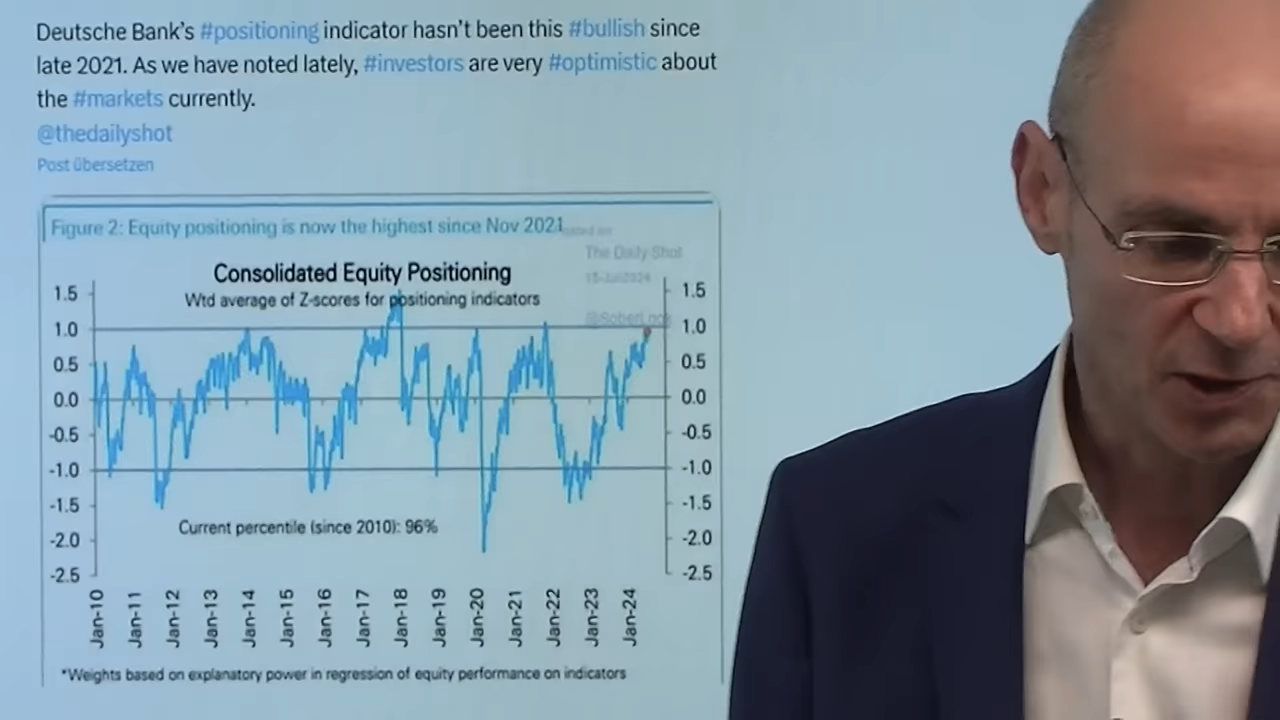 Deutsche Bank's #positioning indicator hasn't been this #bullish since
late 2021. As we have noted lately, #investors are very #optimistic about
the #markets currently.
@thedailyshot
Post übersetzen
Figure 2: Equity positioning is now the highest since Nov 2021
The Daily Shot
@SoberLook
Consolidated Equity Positioning
Wtd average of Z-scores for positioning indicators
1.5
1.0
0.5
0.0
-0.5
-1.0
-1.5
-2.0
-2.5
1.5
1.0
0.5
0.0
-0.5
-1.0
-1.5
-2.0
-2.5
Current percentile (since 2010): 96%
Jan-10
Jan-11
Jan-12
Jan-13
Jan-14
Jan-15
Jan-16
Jan-17
Jan-18
Jan-19
Jan-20
Jan-21
Jan-22
Jan-23
Jan-24
*Weights based on explanatory power in regression of equity performance on indicators